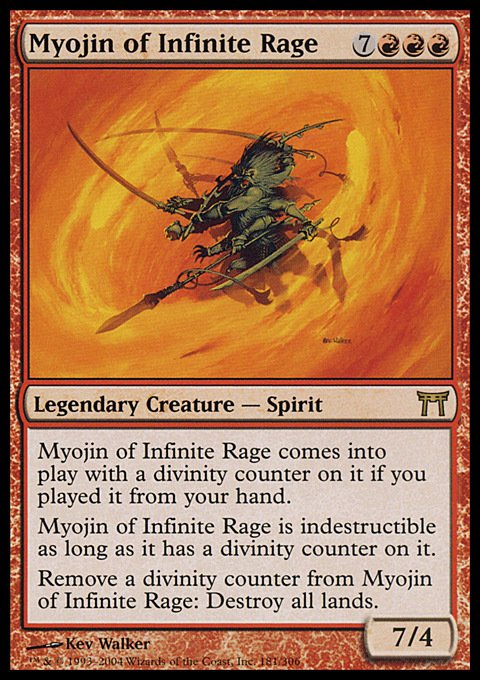 Myojin of Infinite Rage 7
Ken Walker
Legendary Creature — Spirit
Myojin of Infinite Rage comes into
play with a divinity counter on it if you
played it from your hand.
Myojin of Infinite Rage is indestructible
as long as it has a divinity counter on it.
Remove a divinity counter from Myojin
of Infinite Rage: Destroy all lands.
Kev Walker
7/4
™ & © 1993–2004 Wizards of the Coast, Inc. 181/306